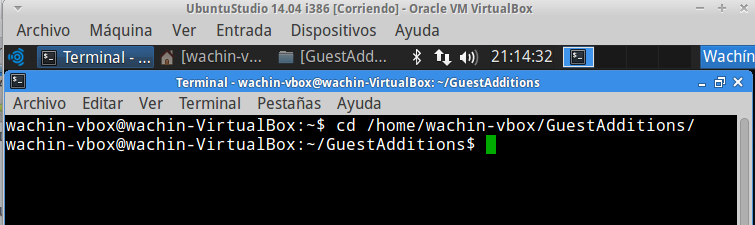 UbuntuStudio 14.04 i386 [Corriendo] - Oracle VM VirtualBox
Archivo Máquina Ver Entrada Dispositivos Ayuda
Terminal - ... [wachin-v... [GuestAdd... 21:14:32 Wachín
Terminal - wachin-vbox@wachin-VirtualBox: ~/GuestAdditions
Archivo Editar Ver Terminal Pestañas Ayuda
wachin-vbox@wachin-VirtualBox:~$ cd /home/wachin-vbox/GuestAdditions/
wachin-vbox@wachin-VirtualBox:~/GuestAdditions$